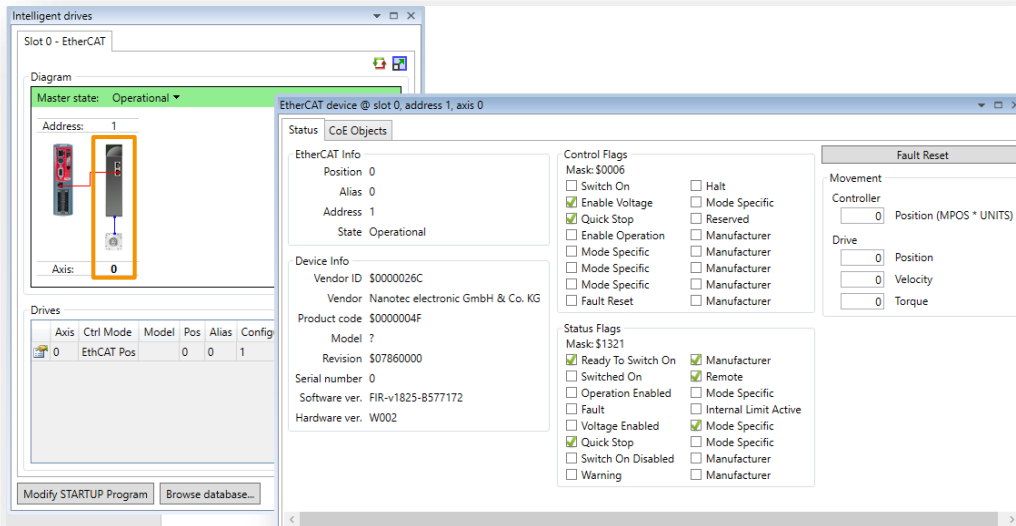 Intelligent drives
Slot 0 - EtherCAT
Diagram
Master state: Operational
Address: 1
Axis: 0
Drives
Axis Ctrl Mode Model Pos Alias Config
0 EthCAT Pos 0 0 1
Modify STARTUP Program Browse database...
EtherCAT device @ slot 0, address 1, axis 0
Status CoE Objects
EtherCAT Info
Position 0
Alias 0
Address 1
State Operational
Device Info
Vendor ID $0000026C
Vendor Nanotec electronic GmbH & Co. KG
Product code $0000004F
Model ?
Revision $07860000
Serial number 0
Software ver. FIR-v1825-B577172
Hardware ver. W002
Control Flags
Mask: $0006
Switch On Halt
Enable Voltage Mode Specific
Quick Stop Reserved
Enable Operation Manufacturer
Mode Specific Manufacturer
Mode Specific Manufacturer
Mode Specific Manufacturer
Fault Reset Manufacturer
Status Flags
Mask: $1321
Ready To Switch On Manufacturer
Switched On Remote
Operation Enabled Mode Specific
Fault Internal Limit Active
Voltage Enabled Mode Specific
Quick Stop Mode Specific
Switch On Disabled Manufacturer
Warning Manufacturer
Fault Reset
Movement
Controller
0 Position (MPOS * UNITS)
Drive
0 Position
0 Velocity
0 Torque